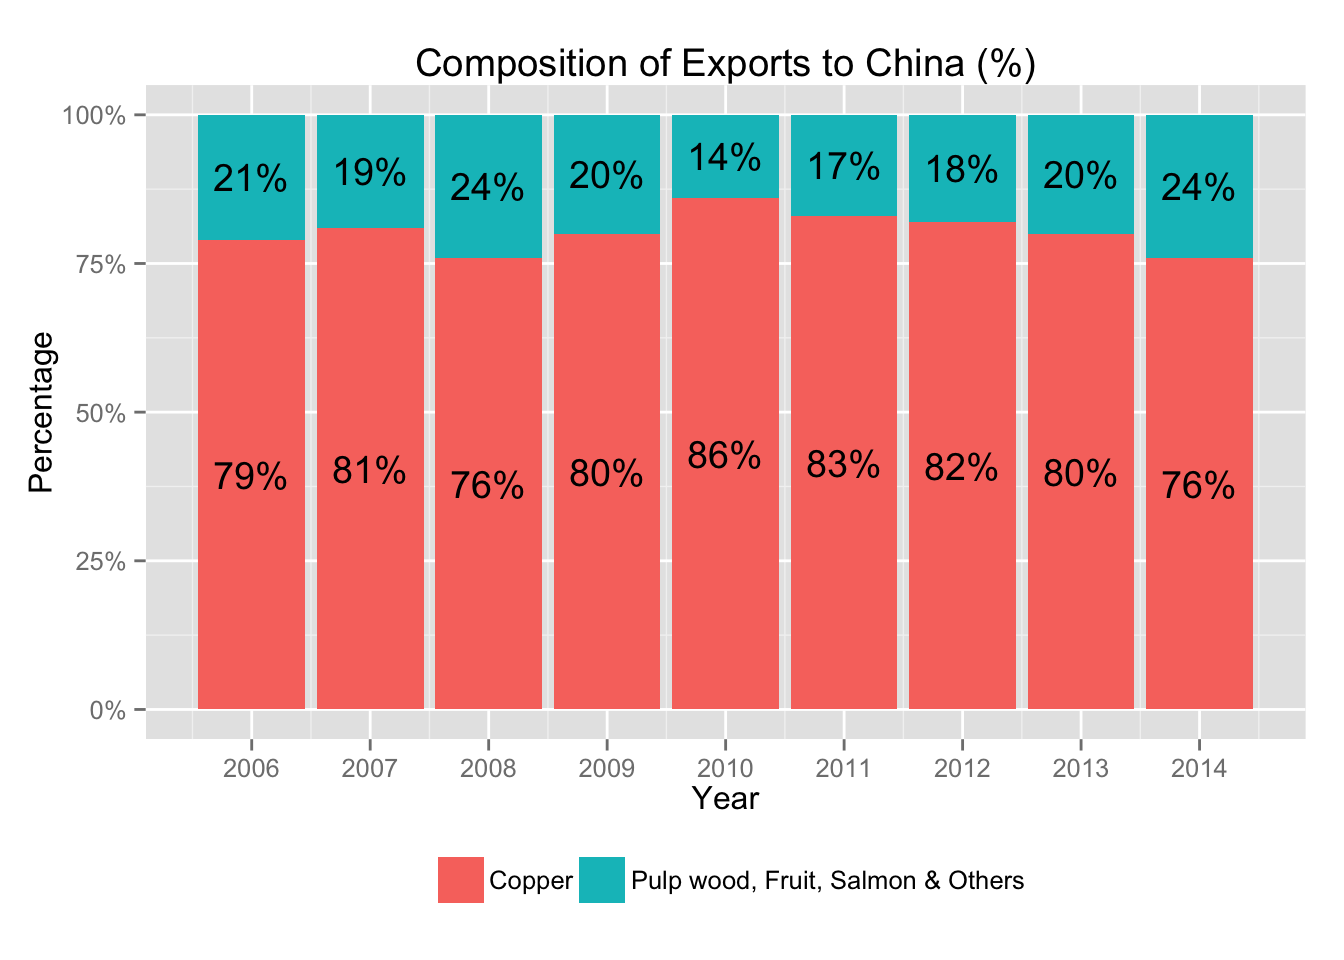 Composition of Exports to China (%)
Percentage
100%
75%
50%
25%
0%
21% 19% 24% 20% 14% 17% 18% 20% 24%
79% 81% 76% 80% 86% 83% 82% 80% 76%
2006 2007 2008 2009 2010 2011 2012 2013 2014
Year
Copper Pulp wood, Fruit, Salmon & Others